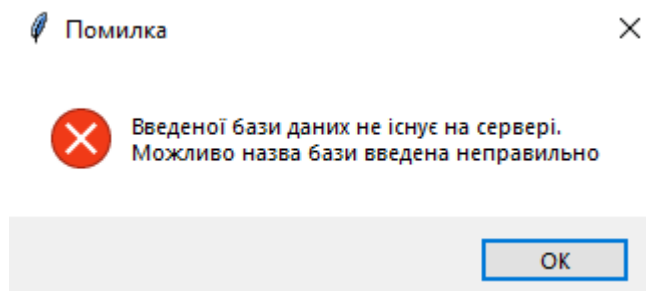 Помилка
Введеної бази даних не існує на сервері.
Можливо назва бази введена неправильно
OK